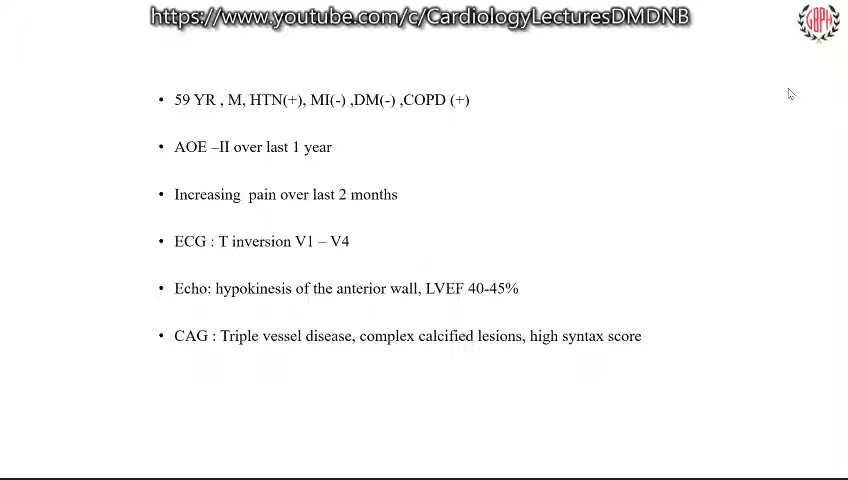 https://www.youtube.com/c/CardiologyLecturesDMDNB
GBPH
• 59 YR , M, HTN(+), MI(-) ,DM(-) ,COPD (+)
• AOE –II over last 1 year
• Increasing  pain over last 2 months
• ECG : T inversion V1 – V4
• Echo: hypokinesis of the anterior wall, LVEF 40-45%
• CAG : Triple vessel disease, complex calcified lesions, high syntax score